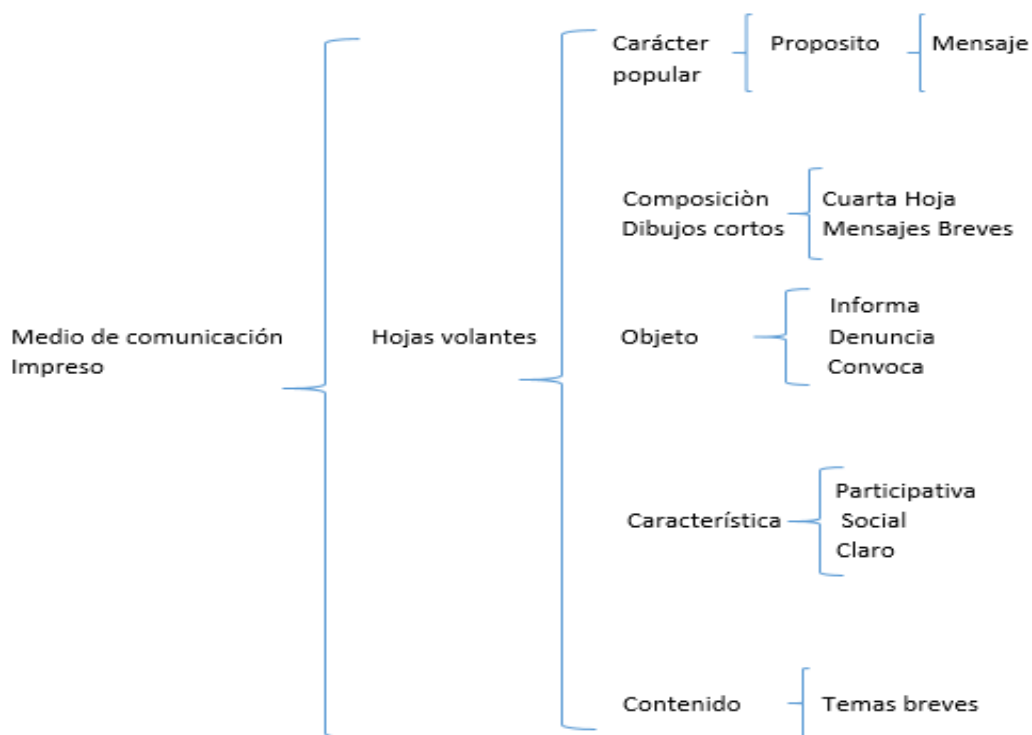 Medio de comunicación
Impreso
Hojas volantes
Carácter
popular
Proposito
Mensaje
Composiciòn
Dibujos cortos
Cuarta Hoja
Mensajes Breves
Objeto
Informa
Denuncia
Convoca
Característica
Participativa
Social
Claro
Contenido
Temas breves